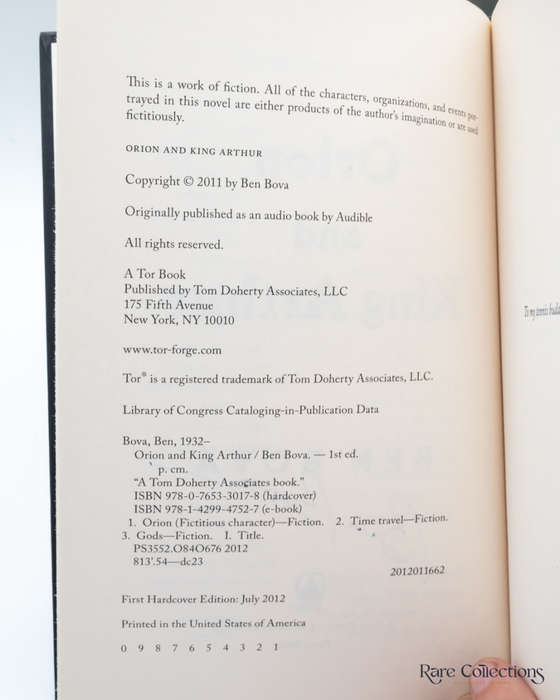 This is a work of fiction. All of the characters, organizations, and events por-
trayed in this novel are either products of the author's imagination or are used
fictitiously.
ORION AND KING ARTHUR
Copyright © 2011 by Ben Bova
Originally published as an audio book by Audible
All rights reserved.
A Tor Book
Published by Tom Doherty Associates, LLC
175 Fifth Avenue
New York, NY 10010
www.tor-forge.com
Tor® is a registered trademark of Tom Doherty Associates, LLC.
Library of Congress Cataloging-in-Publication Data
Bova, Ben, 1932–
Orion and King Arthur / Ben Bova. — 1st ed.
p. cm.
"A Tom Doherty Associates book."
ISBN 978-0-7653-3017-8 (hardcover)
ISBN 978-1-4299-4752-7 (e-book)
1. Orion (Fictitious character)—Fiction. 2. Time travel—Fiction.
3. Gods—Fiction. I. Title.
PS3552.O84O676 2012
813'.54—dc23
2012011662
First Hardcover Edition: July 2012
Printed in the United States of America
0 9 8 7 6 5 4 3 2 1
To my tennis
Rare Collections